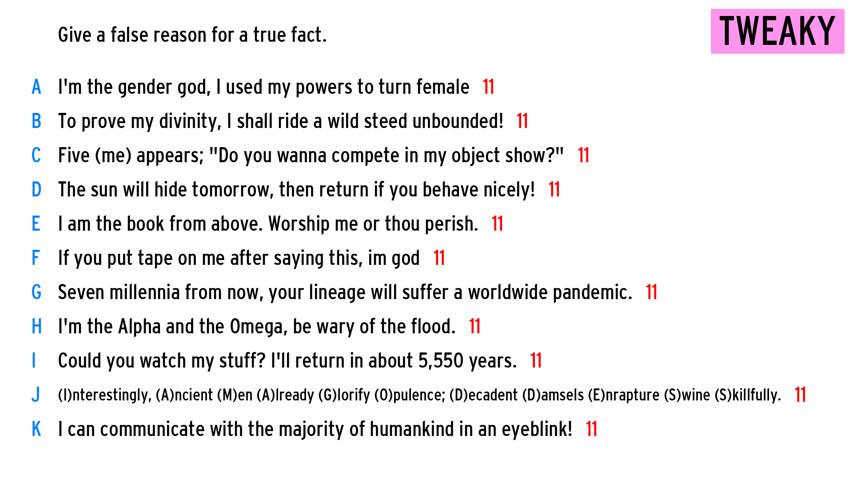 Give a false reason for a true fact.
TWEAKY
A I'm the gender god, I used my powers to turn female 11
B To prove my divinity, I shall ride a wild steed unbounded! 11
C Five (me) appears; "Do you wanna compete in my object show?" 11
D The sun will hide tomorrow, then return if you behave nicely! 11
E I am the book from above. Worship me or thou perish. 11
F If you put tape on me after saying this, im god 11
G Seven millennia from now, your lineage will suffer a worldwide pandemic. 11
H I'm the Alpha and the Omega, be wary of the flood. 11
I Could you watch my stuff? I'll return in about 5,550 years. 11
J (I)nterestingly, (A)ncient (M)en (A)lready (G)lorify (O)pulence; (D)ecadent (D)amsels (E)nrapture (S)wine (S)killfully. 11
K I can communicate with the majority of humankind in an eyeblink! 11